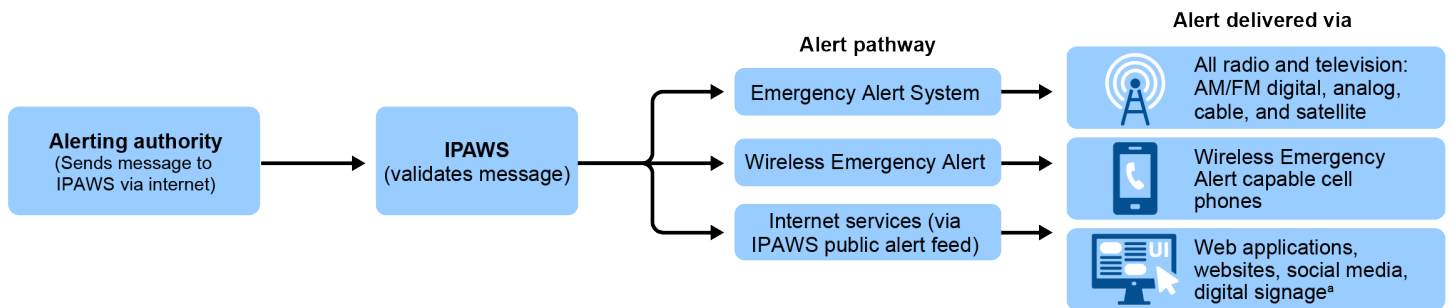 Alerting authority
(Sends message to
IPAWS via internet)
IPAWS
(validates message)
Alert pathway
Emergency Alert System
Wireless Emergency Alert
Internet services (via
IPAWS public alert feed)
Alert delivered via
All radio and television:
AM/FM digital, analog,
cable, and satellite
Wireless Emergency
Alert capable cell
phones
UI
Web applications,
websites, social media,
digital signageᵃ